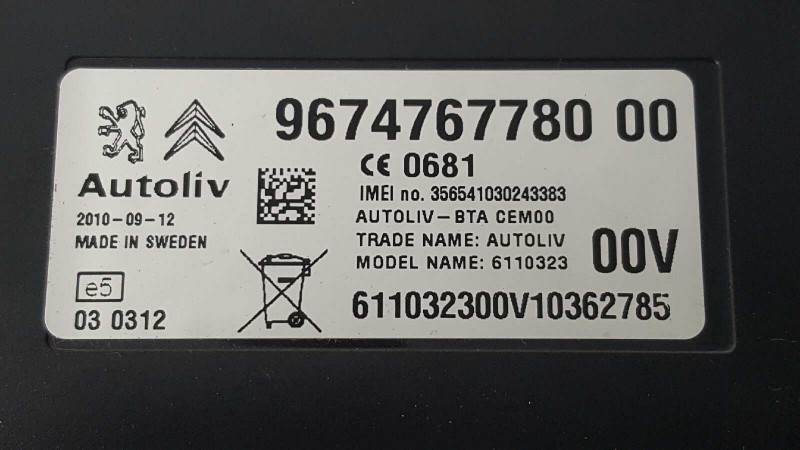 9674767780 00
CE 0681
Autoliv
IMEI no. 356541030243383
2010-09-12
AUTOLIV-BTA CEM00
MADE IN SWEDEN
TRADE NAME: AUTOLIV
00V
MODEL NAME: 6110323
e5
03 0312
611032300V10362785